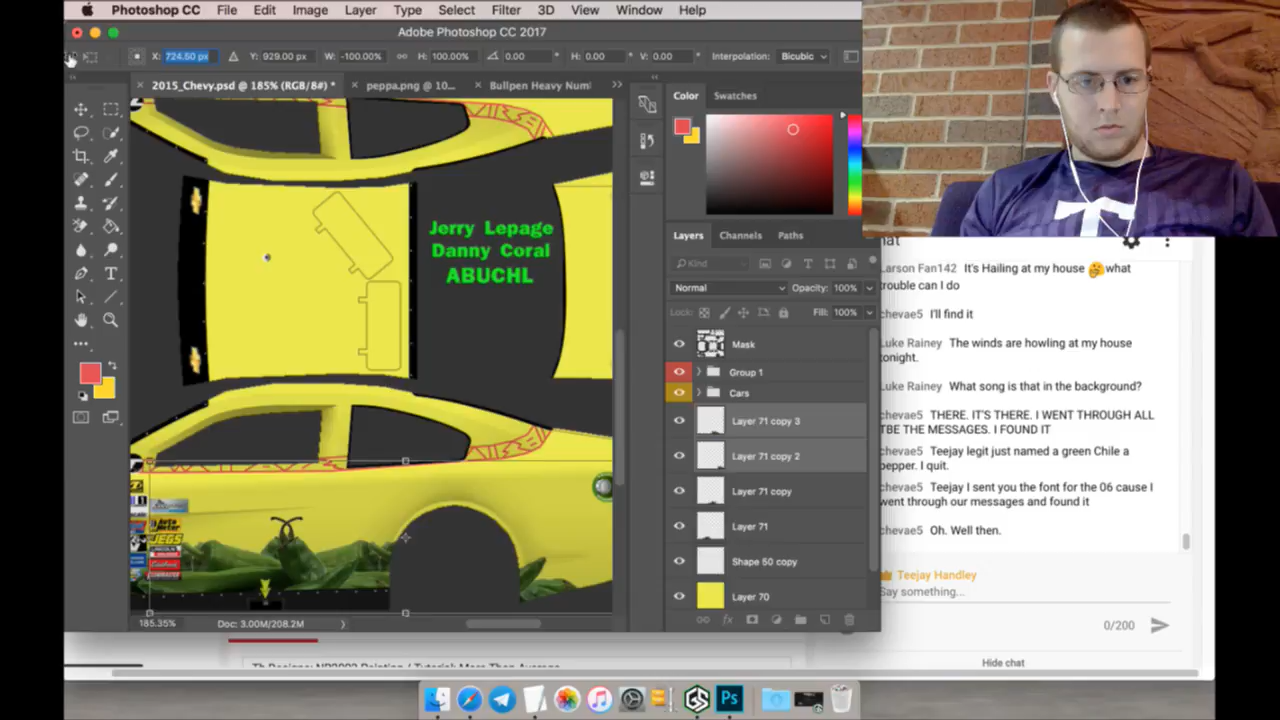 Photoshop CC File Edit Image Layer Type Select Filter 3D View Window Help
Adobe Photoshop CC 2017
X: 724.50 px Y: 929.00 px W: -100.00% H: 100.00% 0.00 ° H: 0.00 ° V: 0.00 ° Interpolation: Bicubic
2015_Chevy.psd @ 185% (RGB/8#) * peppa.png @ 10... Bullpen Heavy Num
Color Swatches
Jerry Lepage
Danny Coral
ABUCHL
Layers Channels Paths
Kind
Normal Opacity: 100%
Lock: Fill: 100%
Mask
Group 1
Cars
Layer 71 copy 3
Layer 71 copy 2
Layer 71 copy
Layer 71
Shape 50 copy
Layer 70
Auto Meter
JEGS
185.35% Doc: 3.00M/208.2M
hat
Larson Fan142 It's Hailing at my house 🤔what
trouble can I do
chevae5 I'll find it
Luke Rainey The winds are howling at my house
tonight.
Luke Rainey What song is that in the background?
chevae5 THERE. IT'S THERE. I WENT THROUGH ALL
TBE THE MESSAGES. I FOUND IT
chevae5 Teejay legit just named a green Chile a
pepper. I quit.
chevae5 Teejay I sent you the font for the 06 cause I
went through our messages and found it
chevae5 Oh. Well then.
Teejay Handley
Say something...
0/200
Hide chat
T
Ps